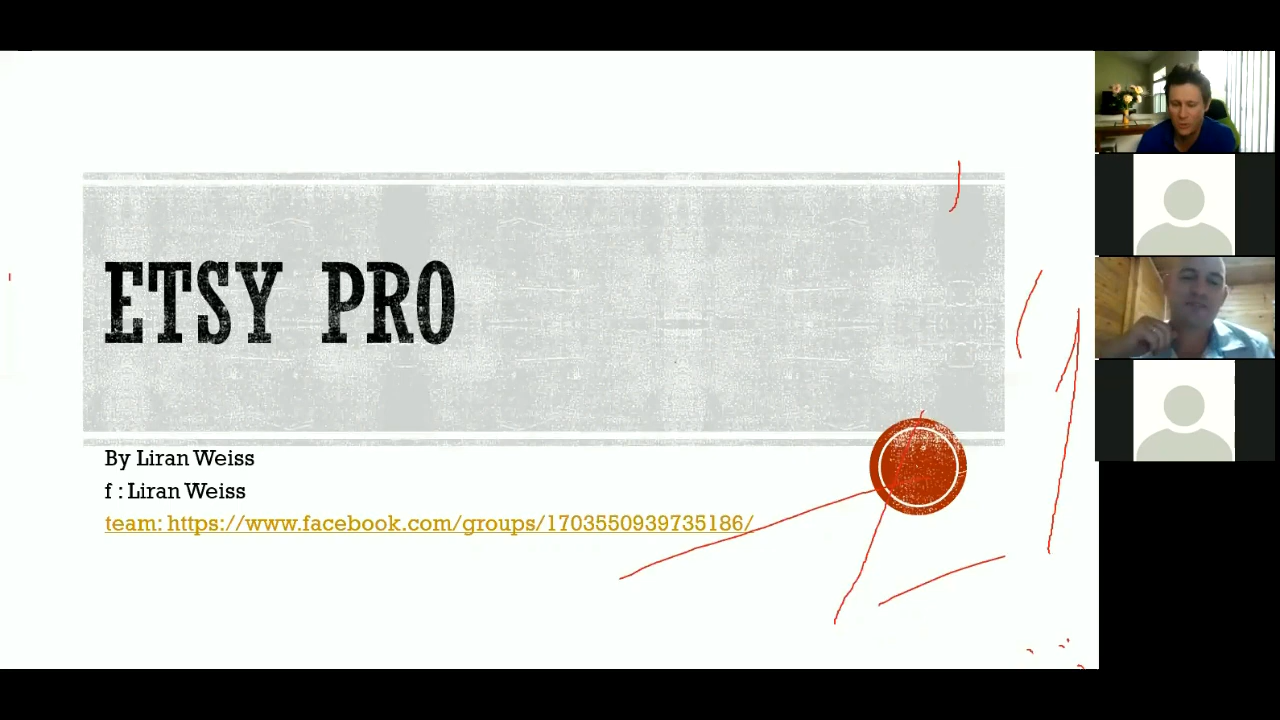 ETSY PRO
By Liran Weiss
f : Liran Weiss
team: https://www.facebook.com/groups/1703550939735186/